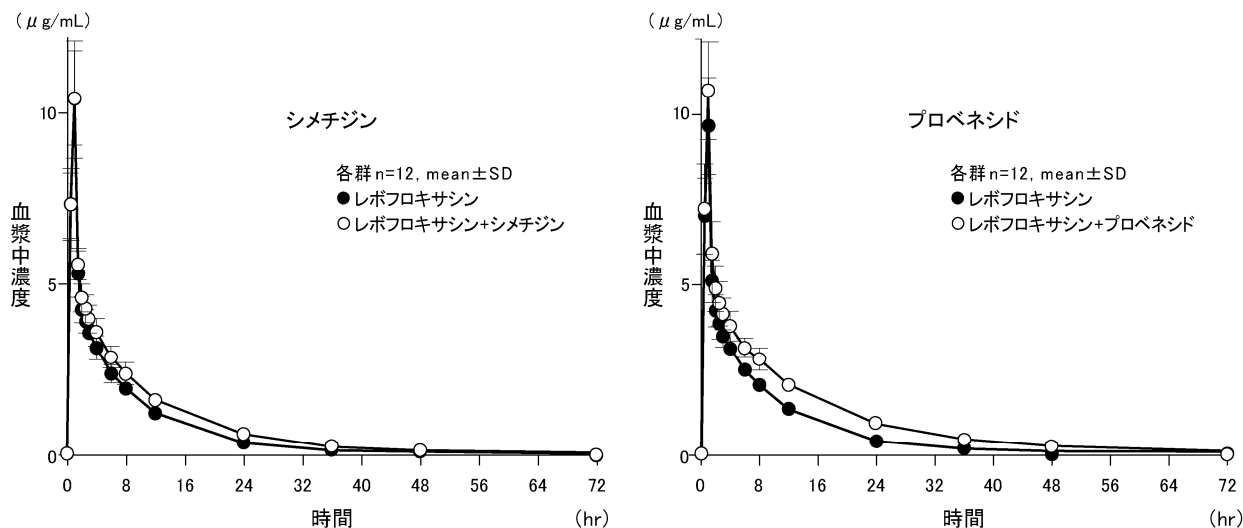 (μg/mL)
10
5
0
血漿中濃度
シメチジン
各群n=12, mean±SD
●レボフロキサシン
○レボフロキサシン+シメチジン
0 8 16 24 32 40 48 56 64 72
時間 (hr)
(μg/mL)
10
5
0
血漿中濃度
プロベネシド
各群n=12, mean±SD
●レボフロキサシン
○レボフロキサシン+プロベネシド
0 8 16 24 32 40 48 56 64 72
時間 (hr)